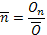 n̅ = O_n / O̅